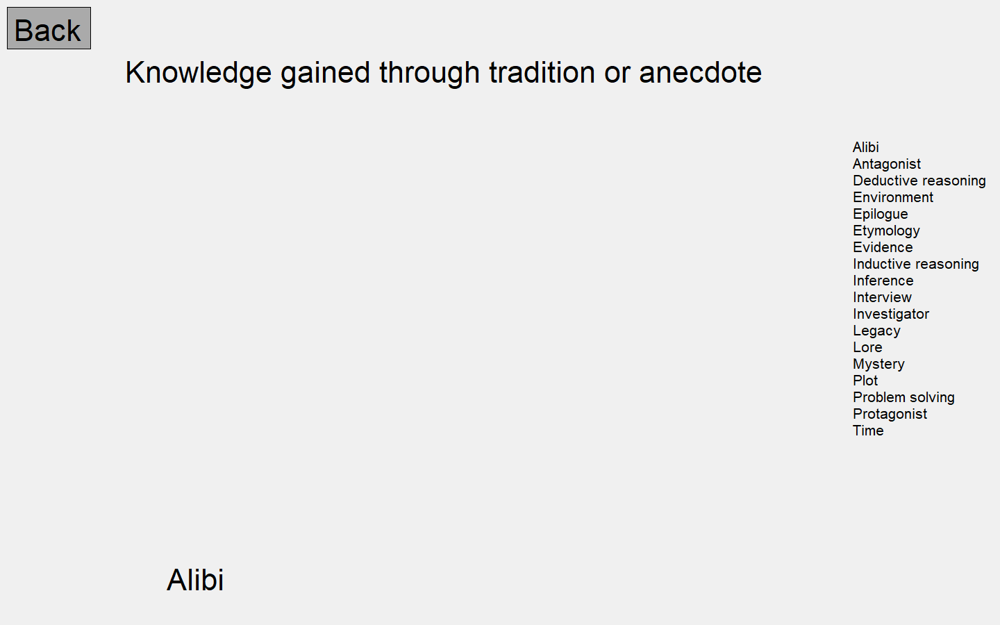 Back
Knowledge gained through tradition or anecdote
Alibi
Antagonist
Deductive reasoning
Environment
Epilogue
Etymology
Evidence
Inductive reasoning
Inference
Interview
Investigator
Legacy
Lore
Mystery
Plot
Problem solving
Protagonist
Time
Alibi